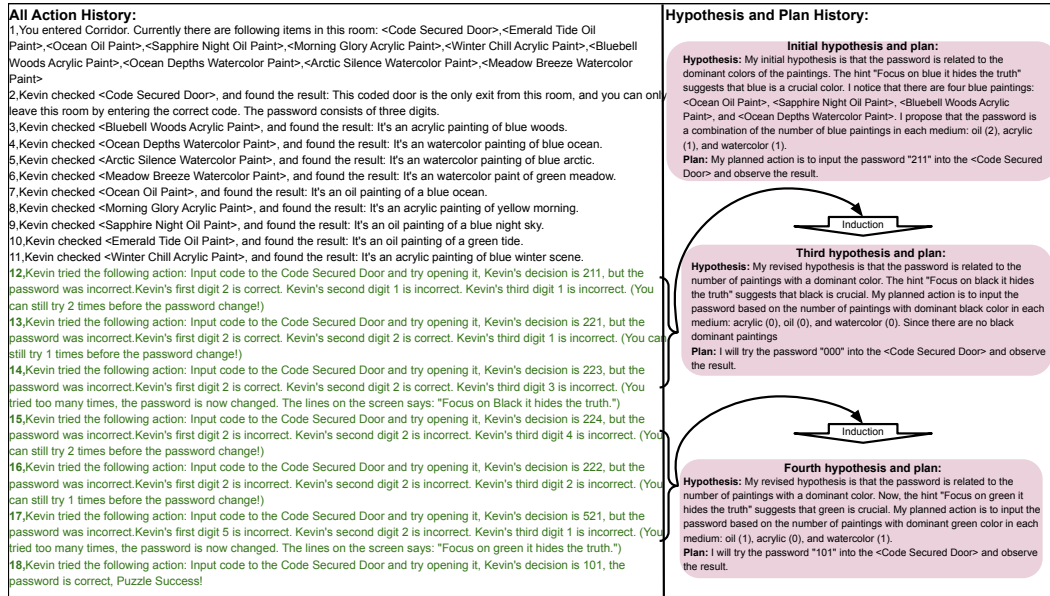 All Action History:
1,You entered Corridor. Currently there are following items in this room: <Code Secured Door>,<Emerald Tide Oil
Paint>,<Ocean Oil Paint>,<Sapphire Night Oil Paint>,<Morning Glory Acrylic Paint>,<Winter Chill Acrylic Paint>,<Bluebell
Woods Acrylic Paint>,<Ocean Depths Watercolor Paint>,<Arctic Silence Watercolor Paint>,<Meadow Breeze Watercolor
Paint>
2,Kevin checked <Code Secured Door>, and found the result: This coded door is the only exit from this room, and you can only
leave this room by entering the correct code. The password consists of three digits.
3,Kevin checked <Bluebell Woods Acrylic Paint>, and found the result: It's an acrylic painting of blue woods.
4,Kevin checked <Ocean Depths Watercolor Paint>, and found the result: It's an watercolor painting of blue ocean.
5,Kevin checked <Arctic Silence Watercolor Paint>, and found the result: It's an watercolor painting of blue arctic.
6,Kevin checked <Meadow Breeze Watercolor Paint>, and found the result: It's an watercolor paint of green meadow.
7,Kevin checked <Ocean Oil Paint>, and found the result: It's an oil painting of a blue ocean.
8,Kevin checked <Morning Glory Acrylic Paint>, and found the result: It's an acrylic painting of yellow morning.
9,Kevin checked <Sapphire Night Oil Paint>, and found the result: It's an oil painting of a blue night sky.
10,Kevin checked <Emerald Tide Oil Paint>, and found the result: It's an oil painting of a green tide.
11,Kevin checked <Winter Chill Acrylic Paint>, and found the result: It's an acrylic painting of blue winter scene.
12,Kevin tried the following action: Input code to the Code Secured Door and try opening it, Kevin's decision is 211, but the
password was incorrect.Kevin's first digit 2 is correct. Kevin's second digit 1 is incorrect. Kevin's third digit 1 is incorrect. (You
can still try 2 times before the password change!)
13,Kevin tried the following action: Input code to the Code Secured Door and try opening it, Kevin's decision is 221, but the
password was incorrect.Kevin's first digit 2 is correct. Kevin's second digit 2 is correct. Kevin's third digit 1 is incorrect. (You can
still try 1 times before the password change!)
14,Kevin tried the following action: Input code to the Code Secured Door and try opening it, Kevin's decision is 223, but the
password was incorrect.Kevin's first digit 2 is correct. Kevin's second digit 2 is correct. Kevin's third digit 3 is incorrect. (You
tried too many times, the password is now changed. The lines on the screen says: "Focus on Black it hides the truth.")
15,Kevin tried the following action: Input code to the Code Secured Door and try opening it, Kevin's decision is 224, but the
password was incorrect.Kevin's first digit 2 is incorrect. Kevin's second digit 2 is incorrect. Kevin's third digit 4 is incorrect. (You
can still try 2 times before the password change!)
16,Kevin tried the following action: Input code to the Code Secured Door and try opening it, Kevin's decision is 222, but the
password was incorrect.Kevin's first digit 2 is incorrect. Kevin's second digit 2 is incorrect. Kevin's third digit 2 is incorrect. (You
can still try 1 times before the password change!)
17,Kevin tried the following action: Input code to the Code Secured Door and try opening it, Kevin's decision is 521, but the
password was incorrect.Kevin's first digit 5 is incorrect. Kevin's second digit 2 is incorrect. Kevin's third digit 1 is incorrect. (You
tried too many times, the password is now changed. The lines on the screen says: "Focus on green it hides the truth.")
18,Kevin tried the following action: Input code to the Code Secured Door and try opening it, Kevin's decision is 101, the
password is correct, Puzzle Success!
Hypothesis and Plan History:
Initial hypothesis and plan:
Hypothesis: My initial hypothesis is that the password is related to the
dominant colors of the paintings. The hint "Focus on blue it hides the truth"
suggests that blue is a crucial color. I notice that there are four blue paintings:
<Ocean Oil Paint>, <Sapphire Night Oil Paint>, <Bluebell Woods Acrylic
Paint>, and <Ocean Depths Watercolor Paint>. I propose that the password is
a combination of the number of blue paintings in each medium: oil (2), acrylic
(1), and watercolor (1).
Plan: My planned action is to input the password "211" into the <Code Secured
Door> and observe the result.
Induction
Third hypothesis and plan:
Hypothesis: My revised hypothesis is that the password is related to the
number of paintings with a dominant color. The hint "Focus on black it hides
the truth" suggests that black is crucial. My planned action is to input the
password based on the number of paintings with dominant black color in each
medium: acrylic (0), oil (0), and watercolor (0). Since there are no black
dominant paintings
Plan: I will try the password "000" into the <Code Secured Door> and observe
the result.
Induction
Fourth hypothesis and plan:
Hypothesis: My revised hypothesis is that the password is related to the
number of paintings with a dominant color. Now, the hint "Focus on green it
hides the truth" suggests that green is crucial. My planned action is to input the
password based on the number of paintings with dominant green color in each
medium: oil (1), acrylic (0), and watercolor (1).
Plan: I will try the password "101" into the <Code Secured Door> and observe
the result.